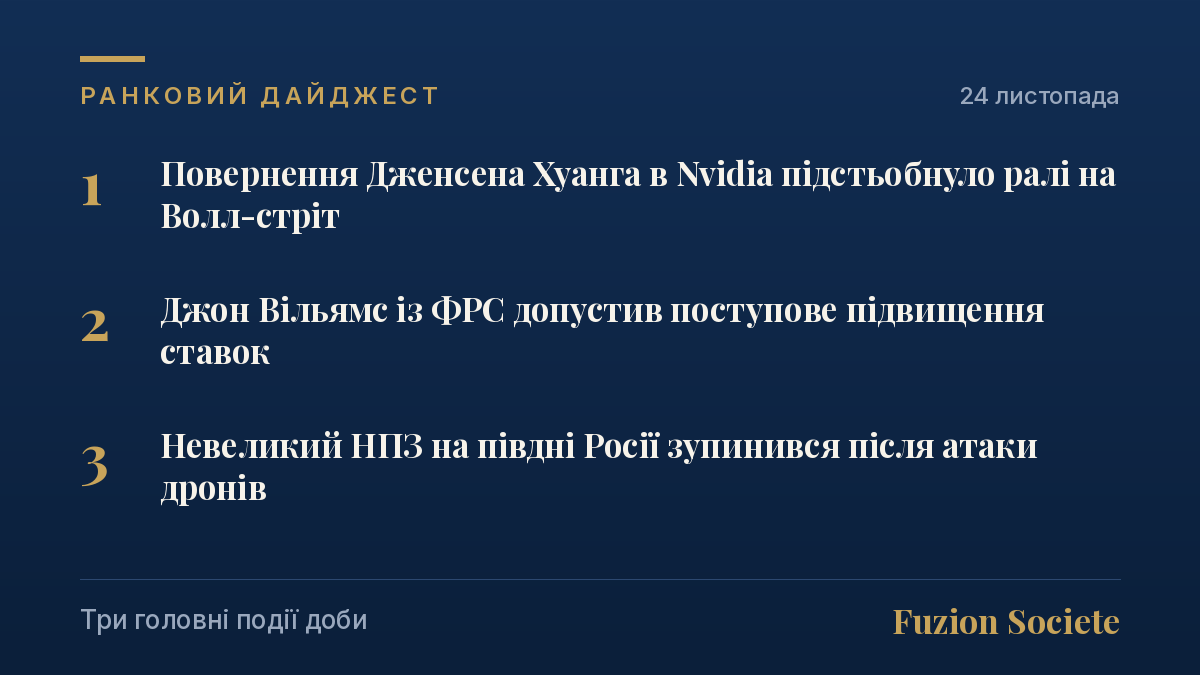 РАНКОВИЙ ДАЙДЖЕСТ
24 листопада
1
Повернення Дженсена Хуанга в Nvidia підстьобнуло ралі на
Волл-стріт
2
Джон Вільямс із ФРС допустив поступове підвищення
ставок
3
Невеликий НПЗ на півдні Росії зупинився після атаки
дронів
Три головні події доби
Fuzion Societe